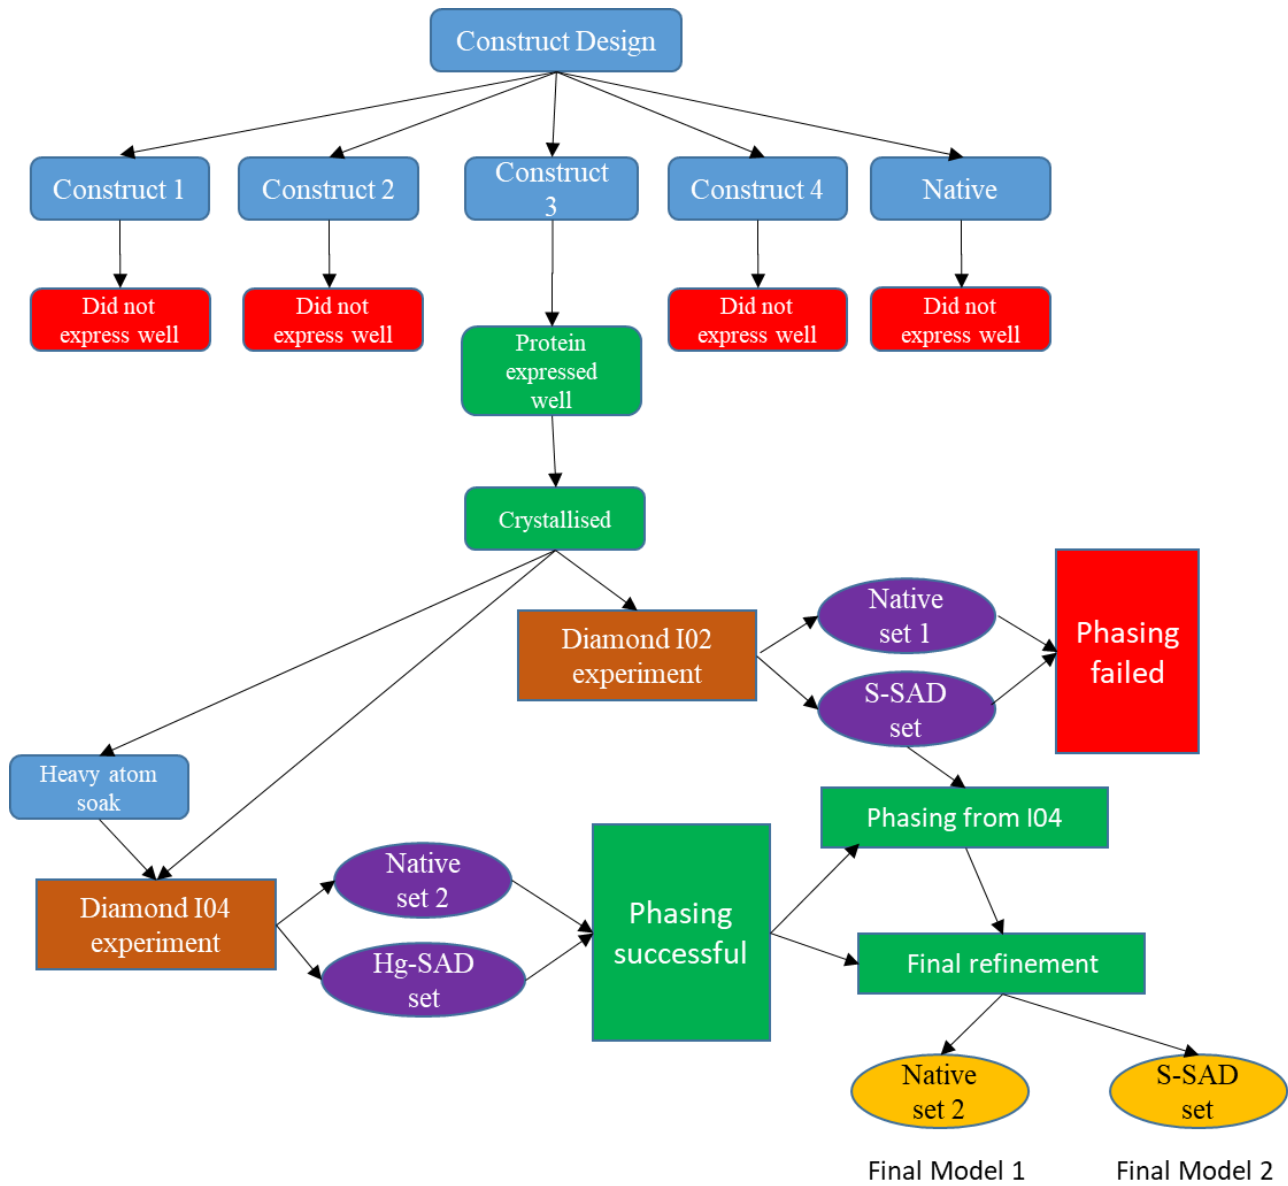 Construct Design
Construct 1
Construct 2
Construct
3
Construct 4
Native
Did not
express well
Did not
express well
Did not
express well
Did not
express well
Protein
expressed
well
Crystallised
Diamond I02
experiment
Native
set 1
S-SAD
set
Phasing
failed
Heavy atom
soak
Phasing from I04
Diamond I04
experiment
Native
set 2
Hg-SAD
set
Phasing
successful
Final refinement
Native
set 2
S-SAD
set
Final Model 1
Final Model 2